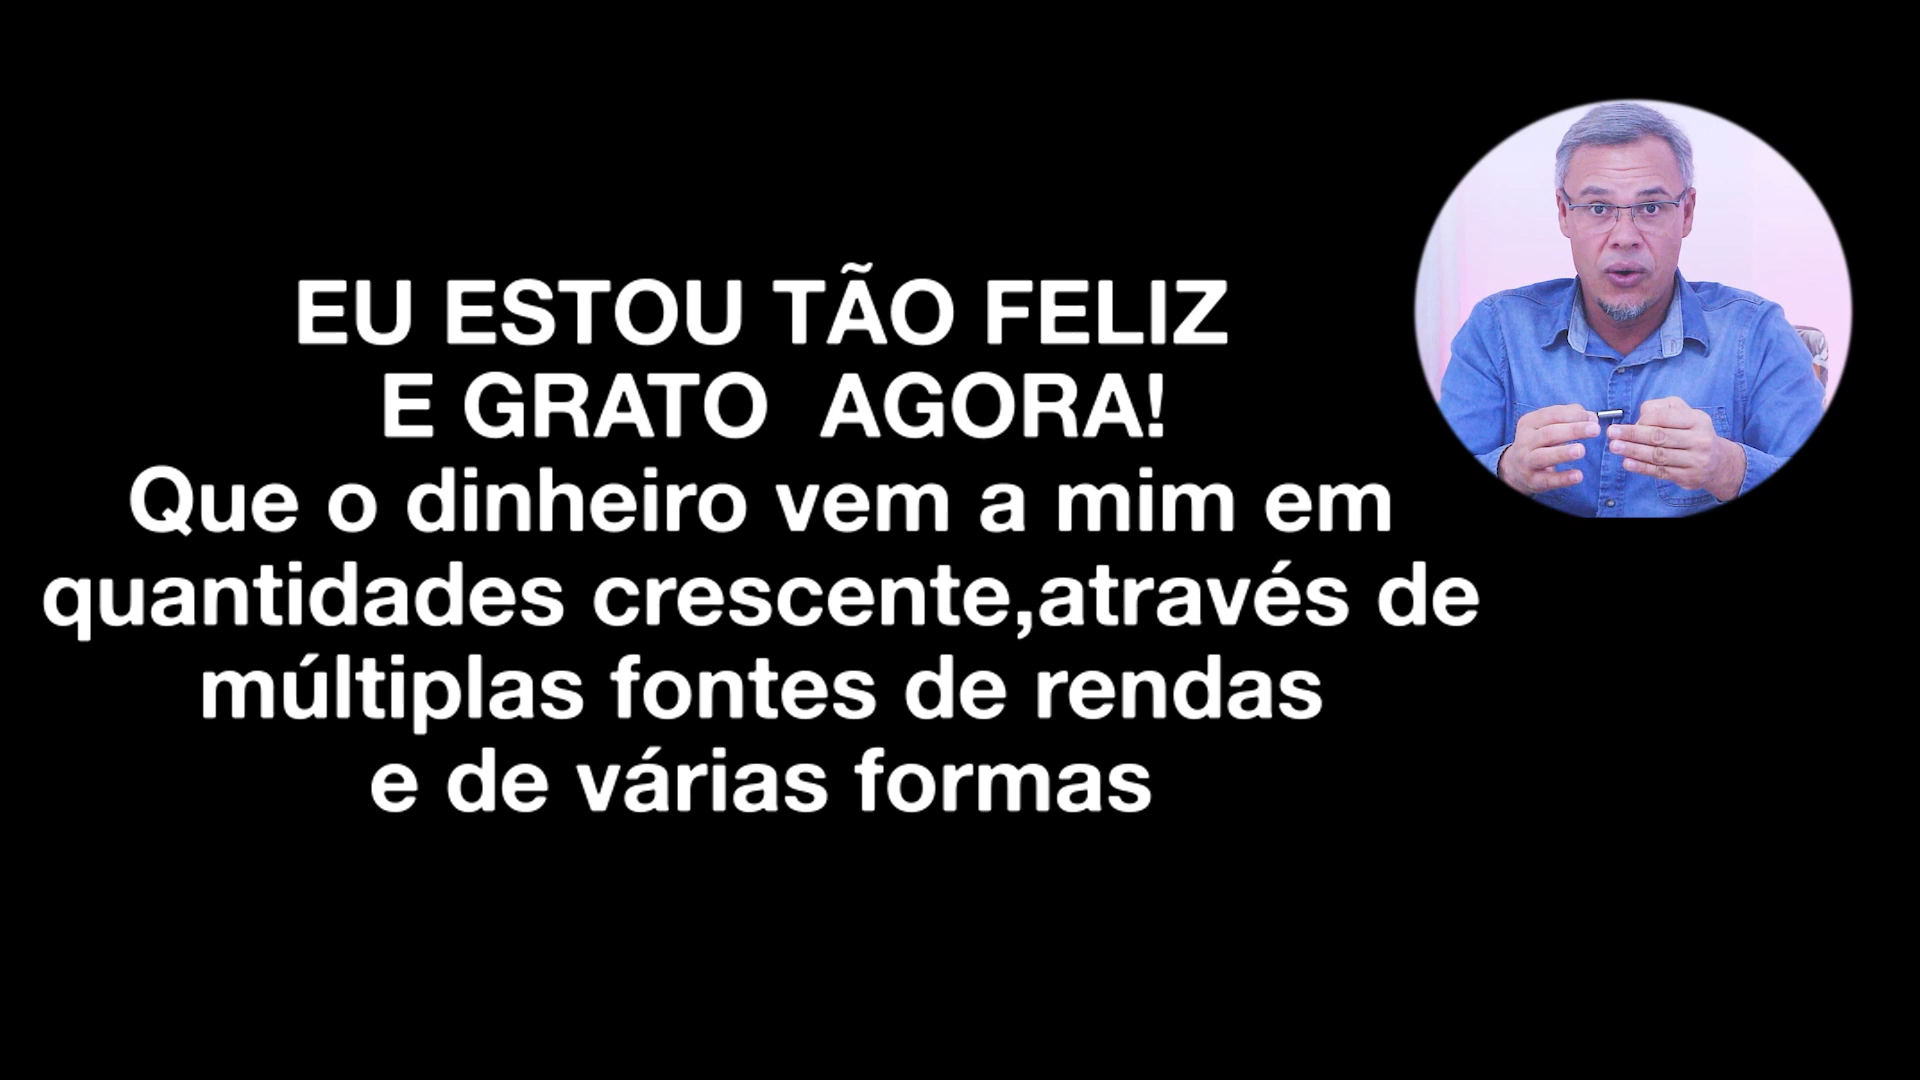 EU ESTOU TÃO FELIZ
E GRATO  AGORA!
Que o dinheiro vem a mim em
quantidades crescente,através de
múltiplas fontes de rendas
e de várias formas